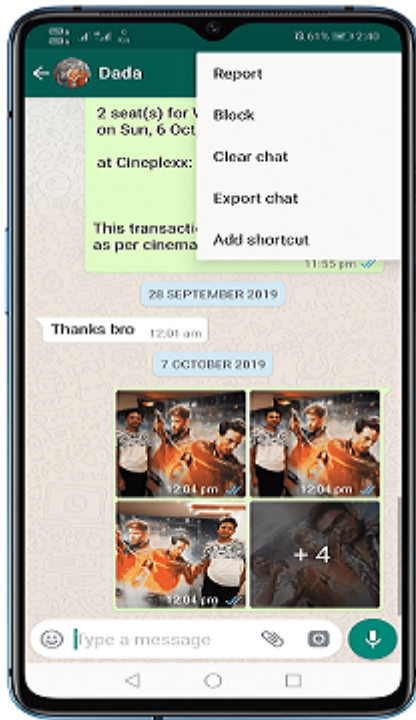 61% 2:40
Dada
Report
Block
Clear chat
Export chat
Add shortcut
2 seat(s) for
on Sun, 6 Oct
at Cineplexx:
This transacti
as per cinema
11:55 pm
28 SEPTEMBER 2019
Thanks bro 12:01 am
7 OCTOBER 2019
12:04 pm 12:04 pm
12:04 pm + 4
Type a message